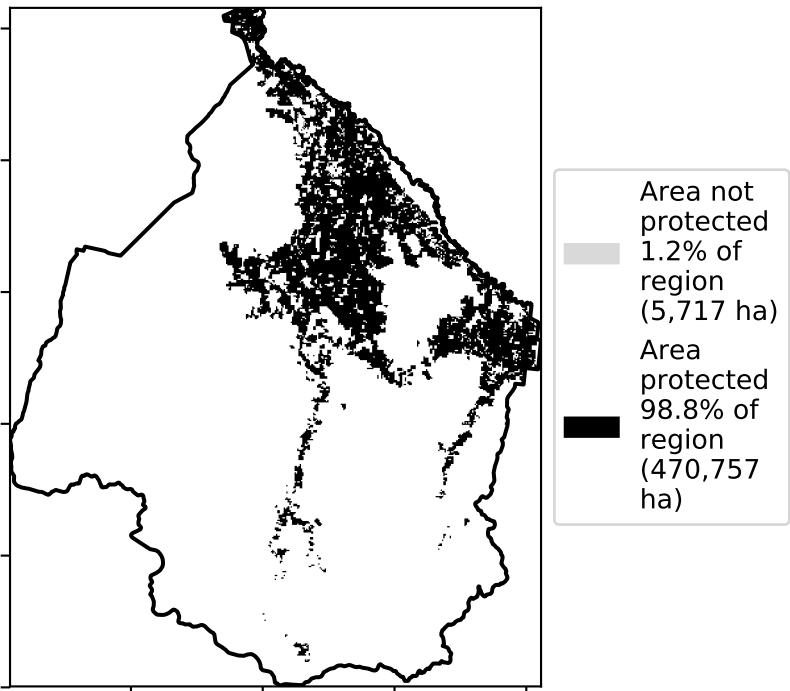 Area not
protected
1.2% of
region
(5,717 ha)
Area
protected
98.8% of
region
(470,757
ha)